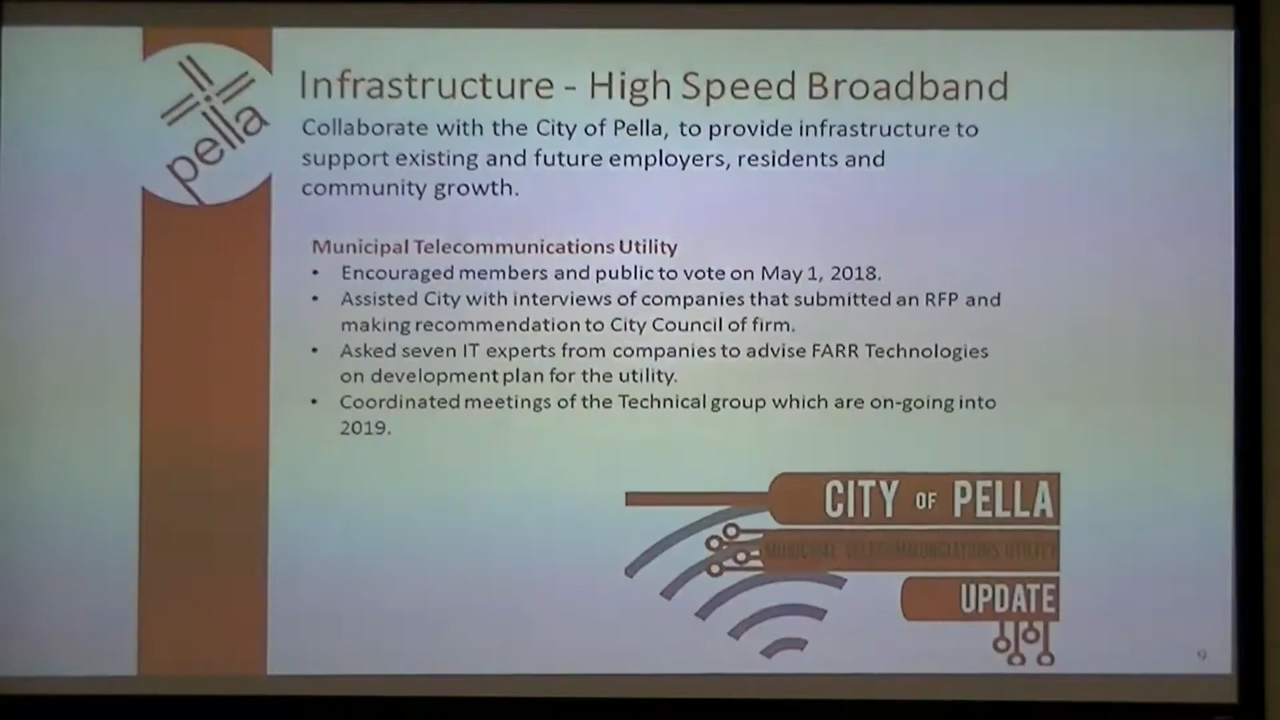 pella
Infrastructure - High Speed Broadband
Collaborate with the City of Pella, to provide infrastructure to
support existing and future employers, residents and
community growth.
Municipal Telecommunications Utility
• Encouraged members and public to vote on May 1, 2018.
• Assisted City with interviews of companies that submitted an RFP and
making recommendation to City Council of firm.
• Asked seven IT experts from companies to advise FARR Technologies
on development plan for the utility.
• Coordinated meetings of the Technical group which are on-going into
2019.
CITY OF PELLA
MUNICIPAL TELECOMMUNICATIONS UTILITY
UPDATE
9